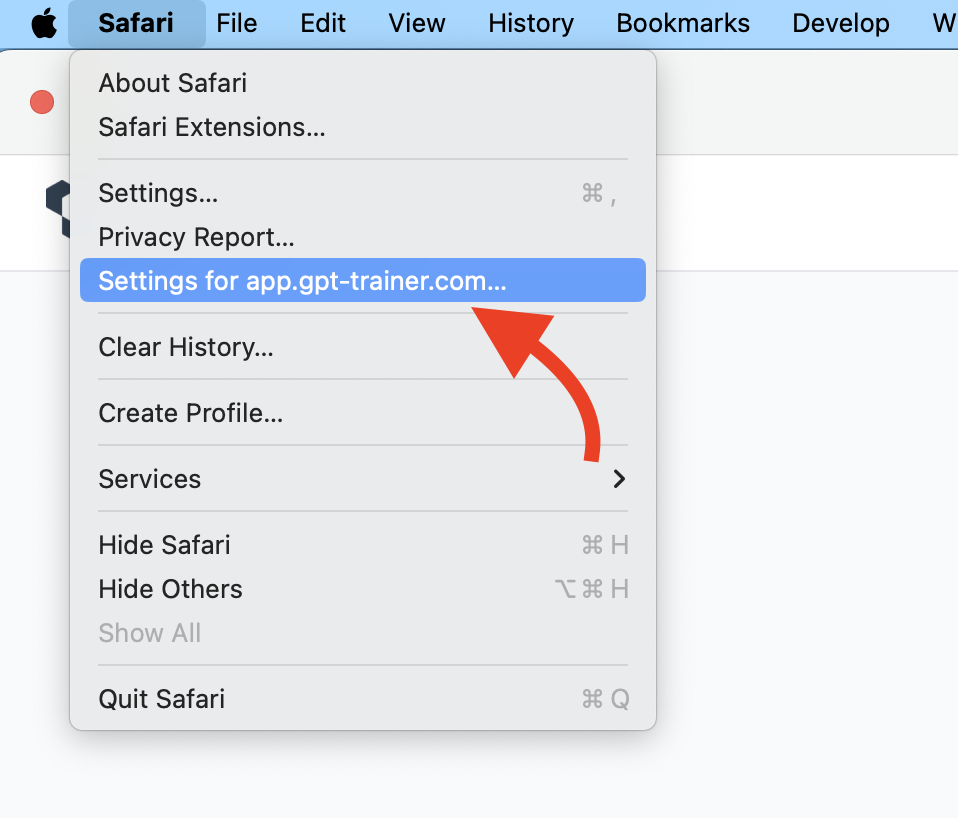 Safari File Edit View History Bookmarks Develop W
About Safari
Safari Extensions...
Settings... ⌘ ,
Privacy Report...
Settings for app.gpt-trainer.com...
Clear History...
Create Profile...
Services
Hide Safari ⌘ H
Hide Others ⌥ ⌘ H
Show All
Quit Safari ⌘ Q